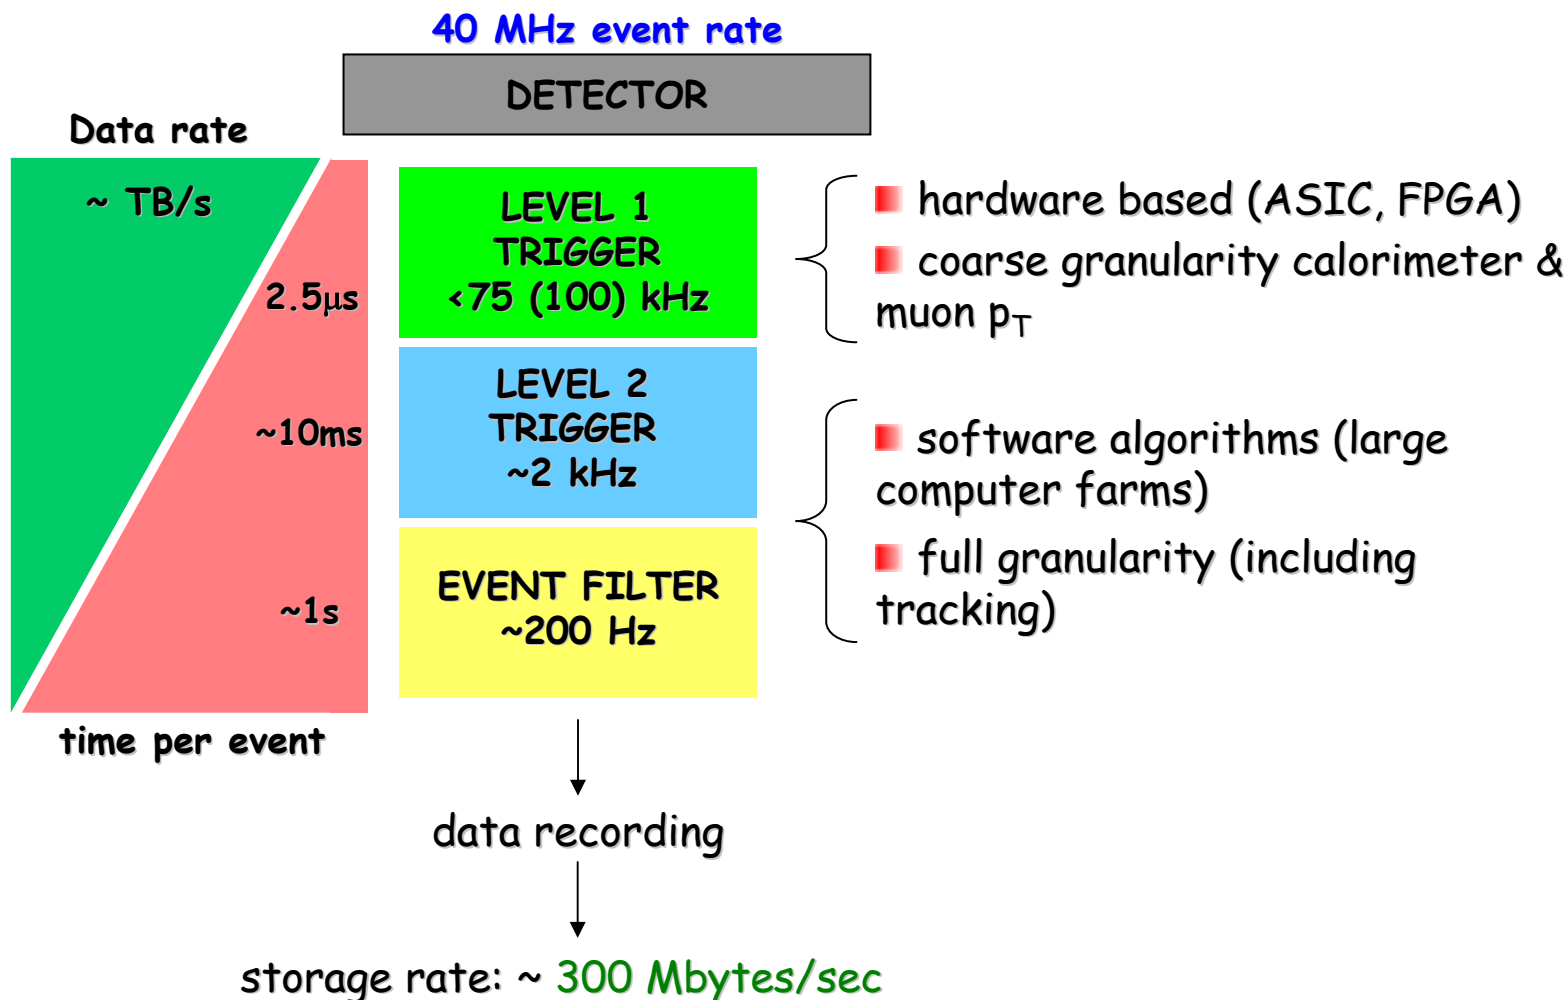 40 MHz event rate
DETECTOR
Data rate
~ TB/s
2.5μs
~10ms
~1s
time per event
LEVEL 1
TRIGGER
<75 (100) kHz
LEVEL 2
TRIGGER
~2 kHz
EVENT FILTER
~200 Hz
hardware based (ASIC, FPGA)
coarse granularity calorimeter &
muon pT
software algorithms (large
computer farms)
full granularity (including
tracking)
data recording
storage rate: ~ 300 Mbytes/sec